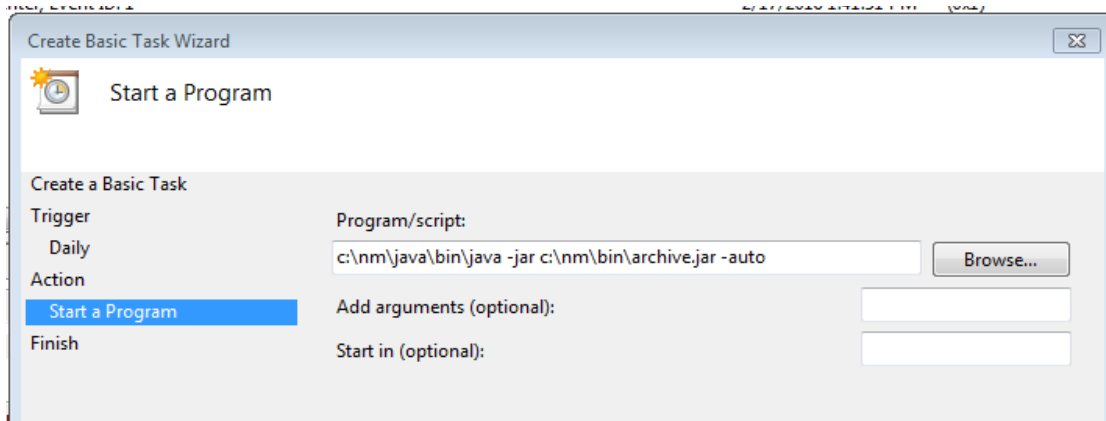 Create Basic Task Wizard
Start a Program
Create a Basic Task
Trigger
Daily
Action
Start a Program
Finish
Program/script:
c:\nm\java\bin\java -jar c:\nm\bin\archive.jar -auto
Browse...
Add arguments (optional):
Start in (optional):